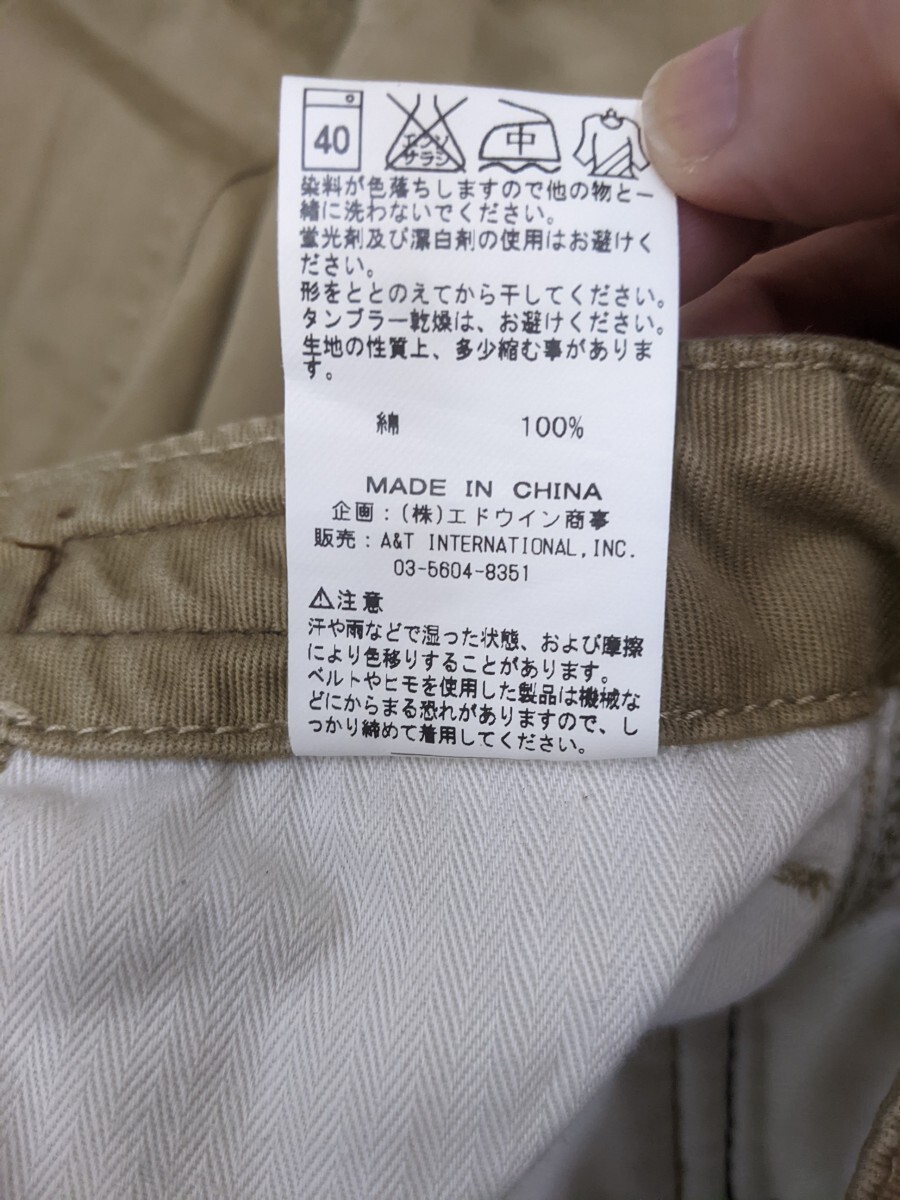 40 エンソサラシ 中
染料が色落ちしますので他の物と一
緒に洗わないでください。
蛍光剤及び漂白剤の使用はお避けく
ださい。
形をととのえてから干してください。
タンブラー乾燥は、お避けください。
生地の性質上、多少縮む事がありま
す。
綿 100%
MADE IN CHINA
企画:(株)エドウイン商事
販売:A&T INTERNATIONAL,INC.
03-5604-8351
⚠注意
汗や雨などで湿った状態、および摩擦
により色移りすることがあります。
ベルトやヒモを使用した製品は機械な
どにからまる恐れがありますので、し
っかり締めて着用してください。